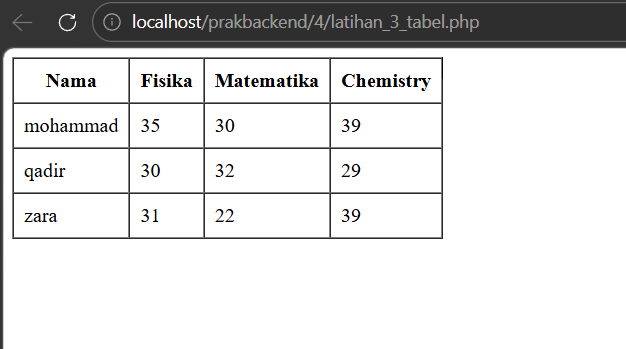 localhost/prakbackend/4/latihan_3_tabel.php
Nama Fisika Matematika Chemistry
mohammad 35 30 39
qadir 30 32 29
zara 31 22 39